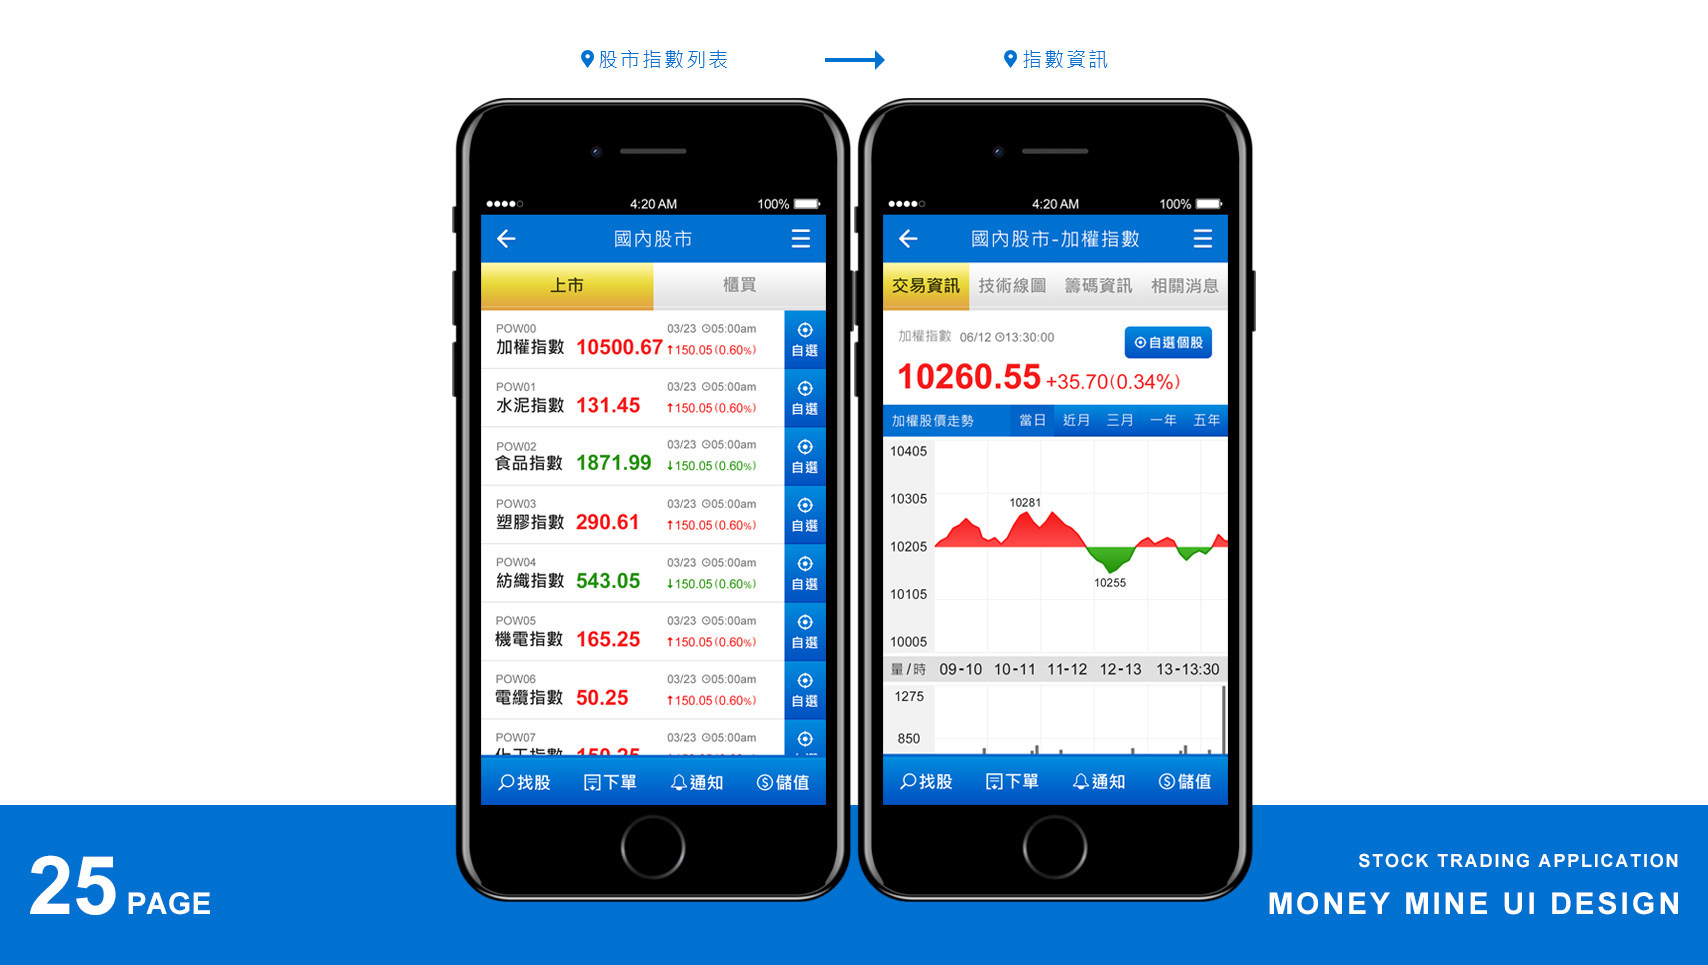 股市指數列表
指數資訊
4:20 AM
100%
國內股市
上市
櫃買
POW00
03/23 05:00am
加權指數 10500.67 ↑150.05(0.60%)
自選
POW01
03/23 05:00am
水泥指數 131.45 ↑150.05(0.60%)
自選
POW02
03/23 05:00am
食品指數 1871.99 ↓150.05(0.60%)
自選
POW03
03/23 05:00am
塑膠指數 290.61 ↑150.05(0.60%)
自選
POW04
03/23 05:00am
紡織指數 543.05 ↓150.05(0.60%)
自選
POW05
03/23 05:00am
機電指數 165.25 ↑150.05(0.60%)
自選
POW06
03/23 05:00am
電纜指數 50.25 ↑150.05(0.60%)
自選
POW07
03/23 05:00am
化工指數 150.25
找股
下單
通知
儲值
4:20 AM
100%
國內股市-加權指數
交易資訊
技術線圖
籌碼資訊
相關消息
加權指數 06/12 13:30:00
自選個股
10260.55 +35.70(0.34%)
加權股價走勢
當日
近月
三月
一年
五年
10405
10305
10205
10105
10005
10281
10255
量/時 09-10 10-11 11-12 12-13 13-13:30
1275
850
找股
下單
通知
儲值
25 PAGE
STOCK TRADING APPLICATION
MONEY MINE UI DESIGN